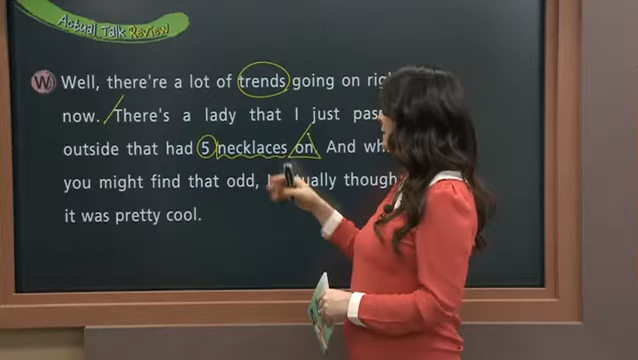 Actual Talk Review
W Well, there're a lot of trends going on
now. There's a lady that I just
outside that had 5 necklaces on. And
you might find that odd, I actually
it was pretty cool.